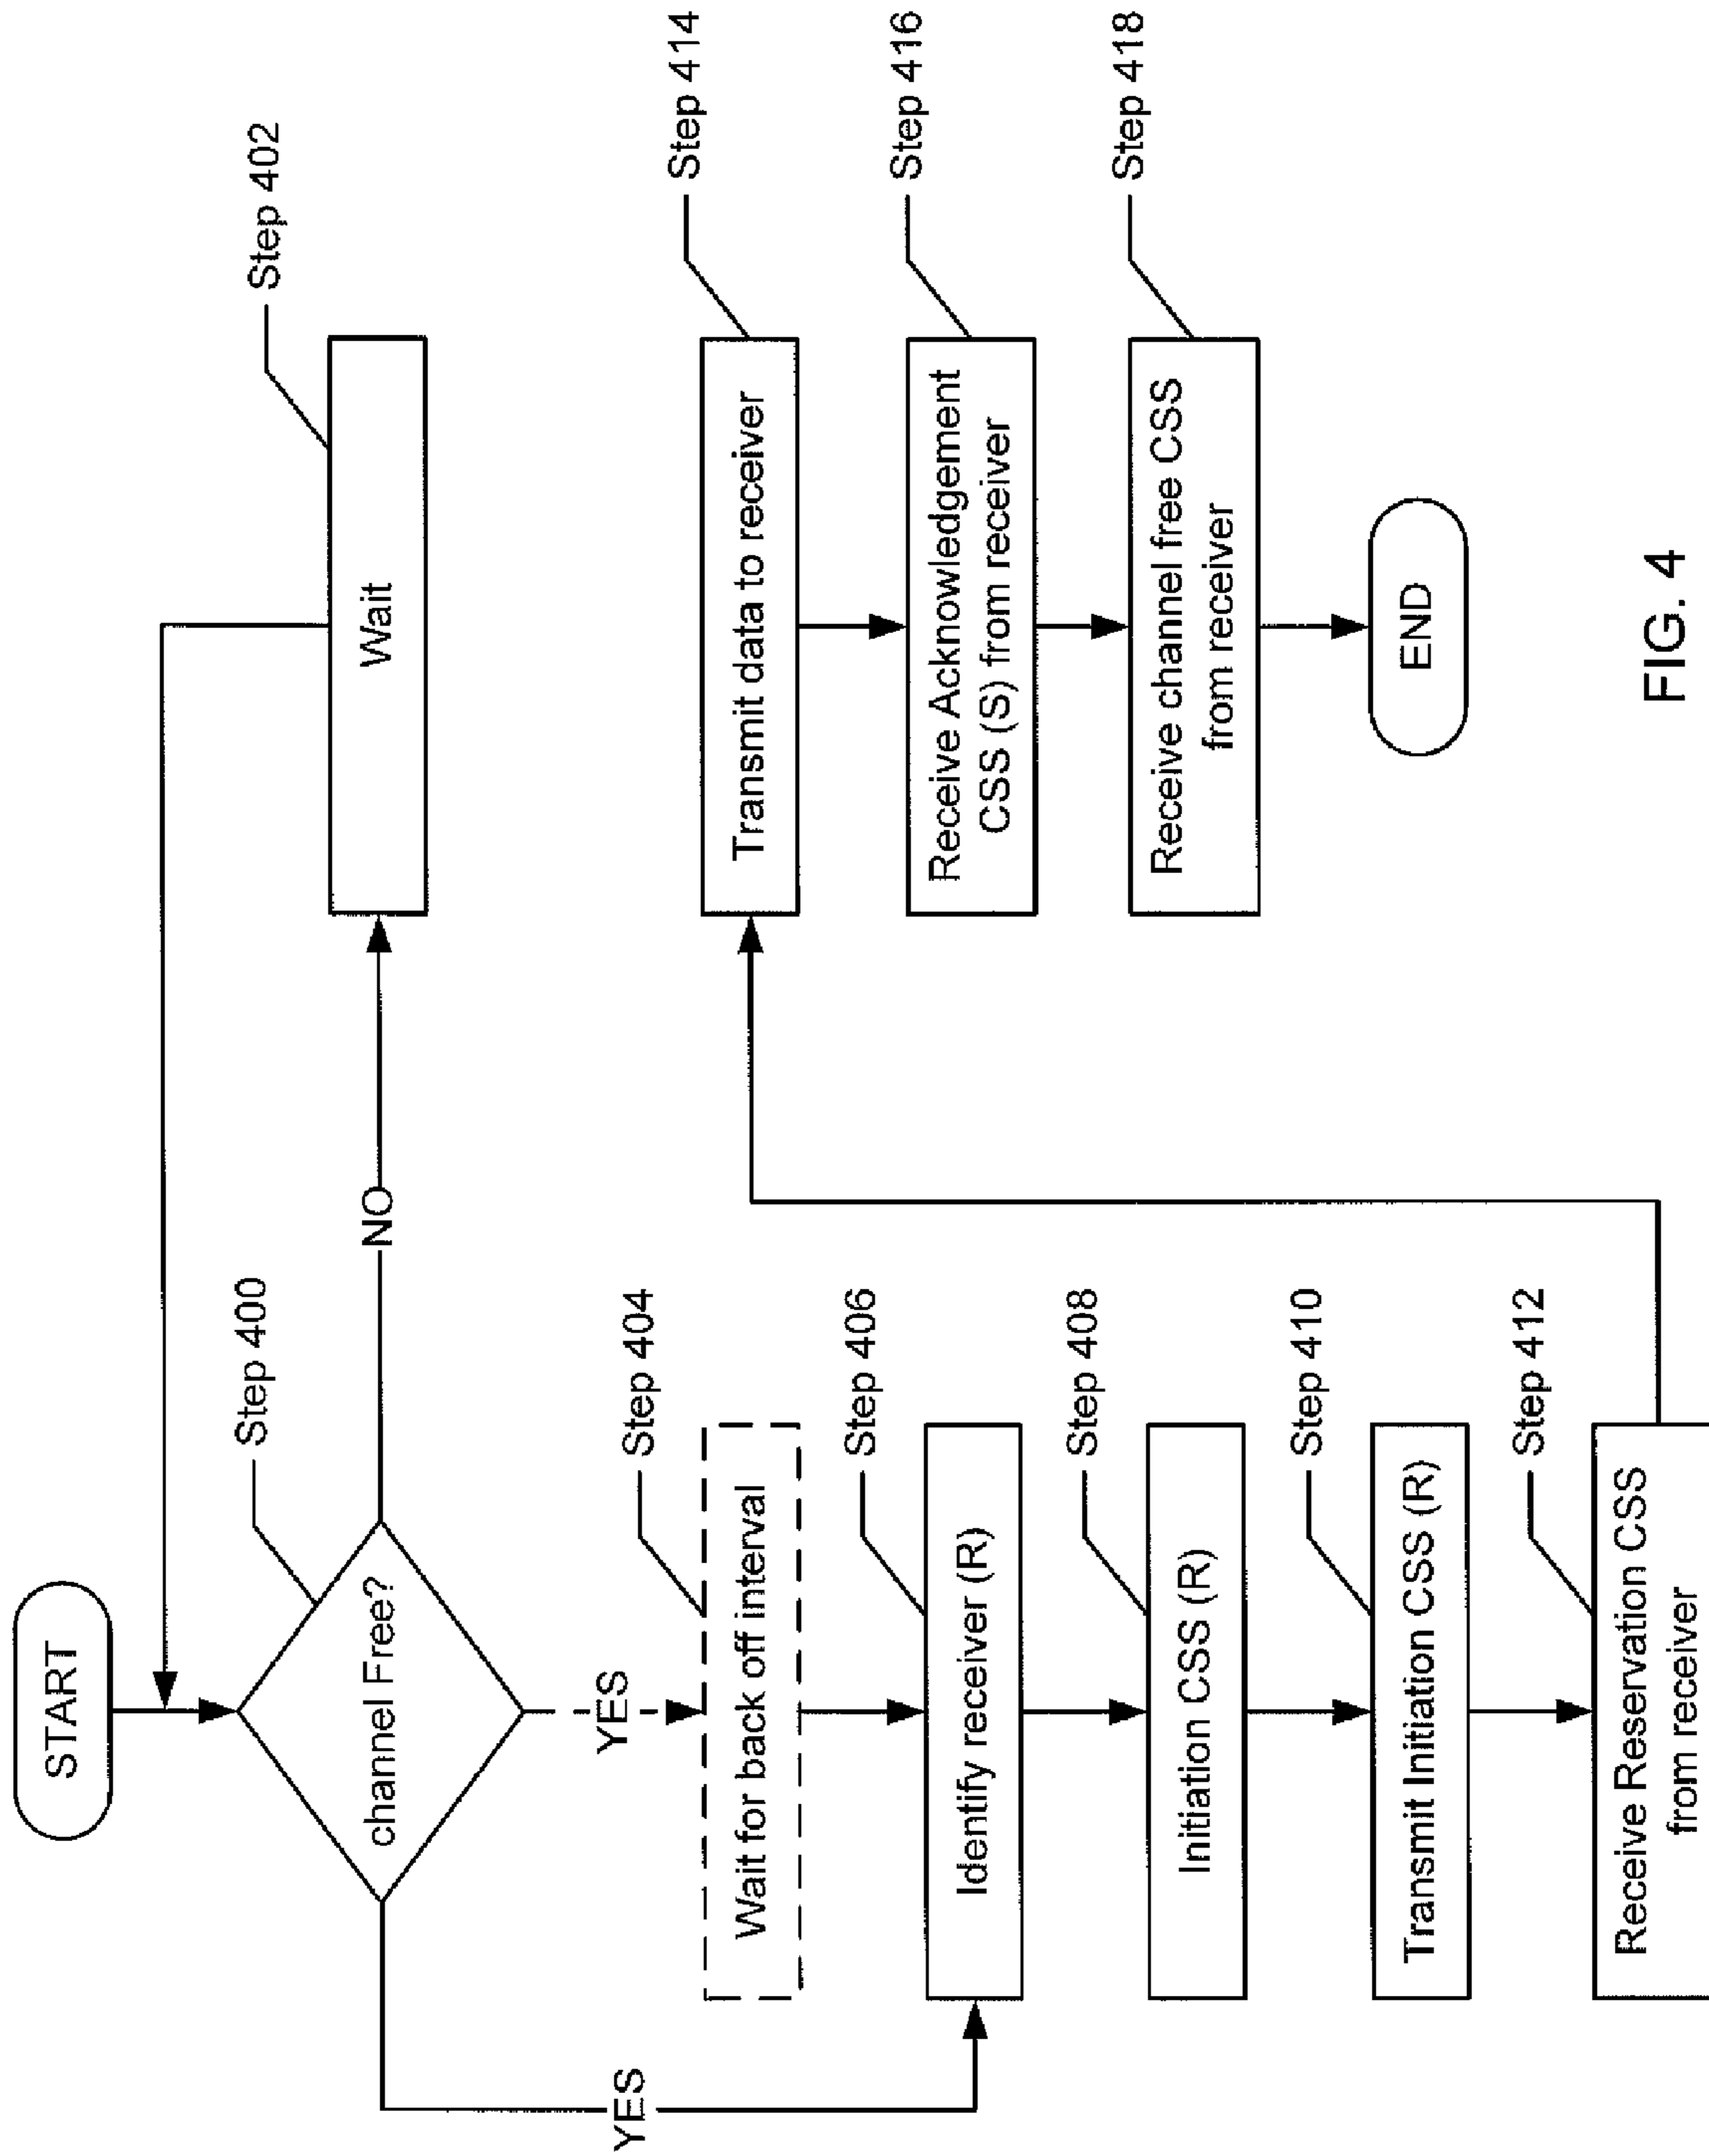 START
Step 400
channel Free?
NO
Step 402
Wait
YES
YES
Step 404
Wait for back off interval
Step 406
Identify receiver (R)
Step 408
Initiation CSS (R)
Step 410
Transmit Initiation CSS (R)
Step 412
Receive Reservation CSS
from receiver
Step 414
Transmit data to receiver
Step 416
Receive Acknowledgement
CSS (S) from receiver
Step 418
Receive channel free CSS
from receiver
END
FIG. 4